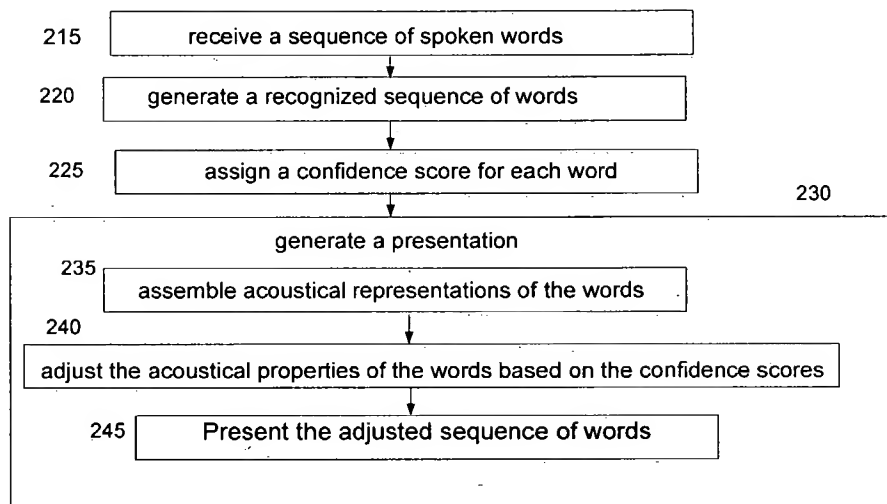 215 receive a sequence of spoken words
220 generate a recognized sequence of words
225 assign a confidence score for each word
230
generate a presentation
235
assemble acoustical representations of the words
240
adjust the acoustical properties of the words based on the confidence scores
245 Present the adjusted sequence of words